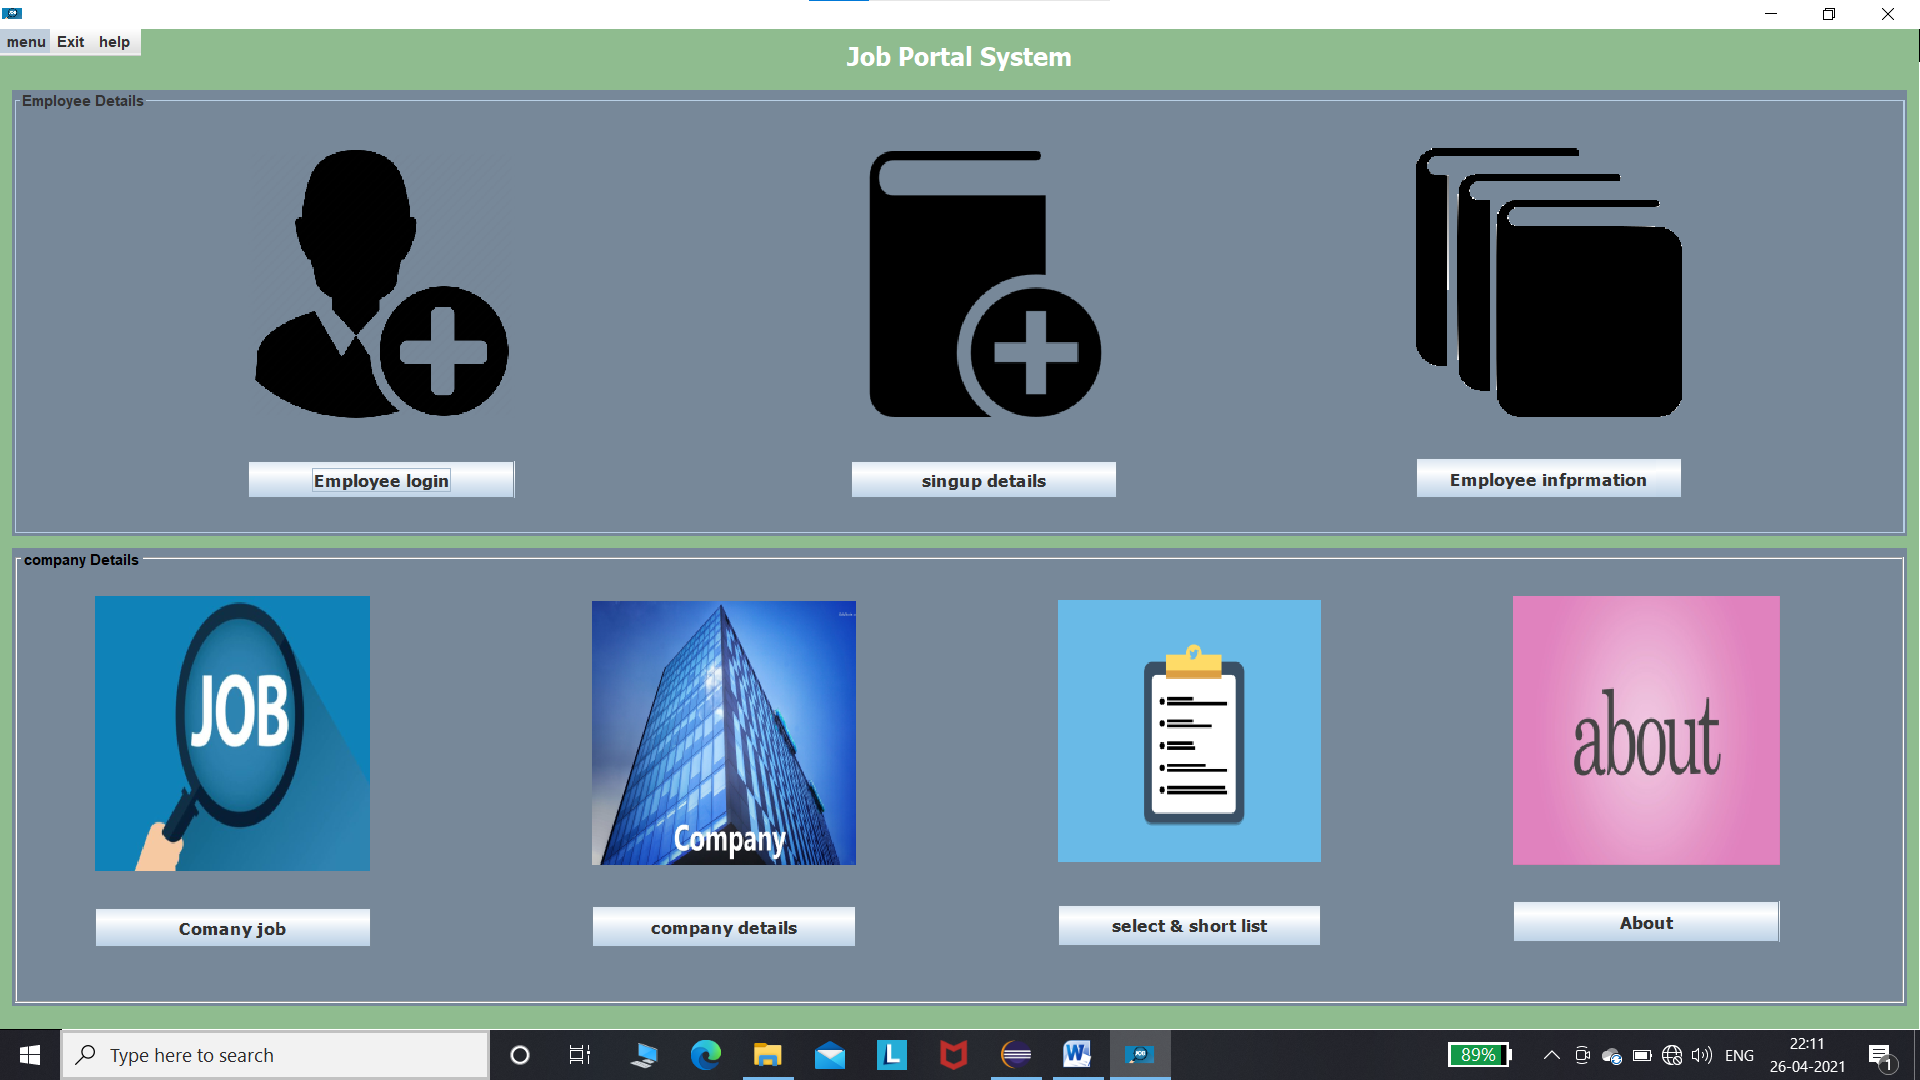 menu Exit help
Job Portal System
Employee Details
Employee login
singup details
Employee infprmation
company Details
JOB
Company
about
Comany job
company details
select & short list
About
Type here to search
L
W
JOB
89%
ENG
22:11
26-04-2021
1